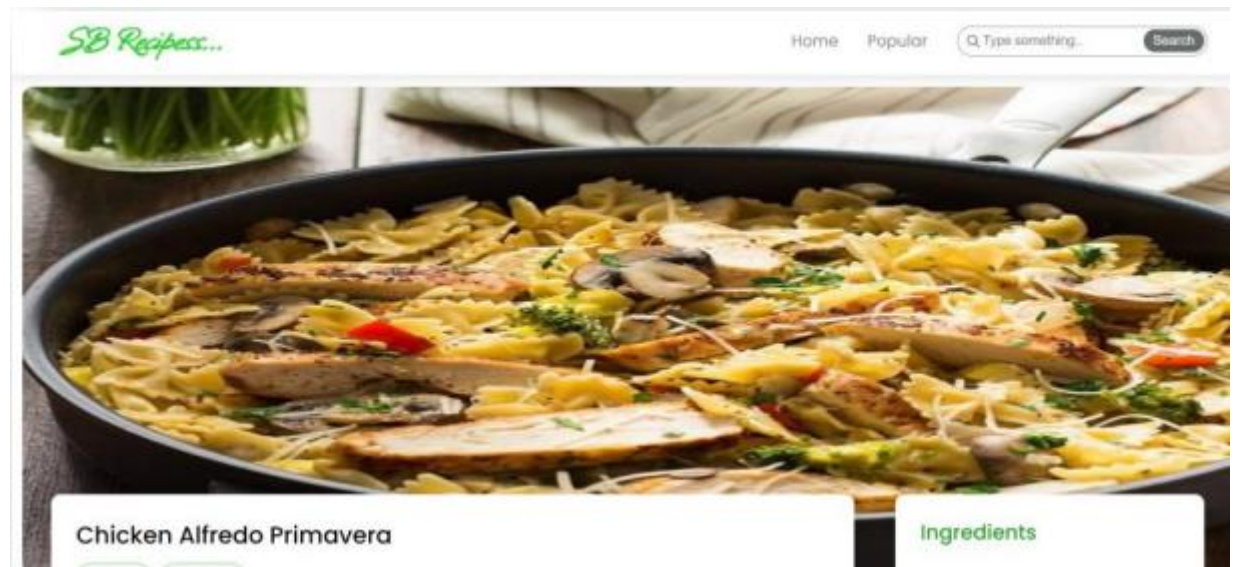 SB Recipess...
Home Popular Type something.. Search
Chicken Alfredo Primavera
Ingredients